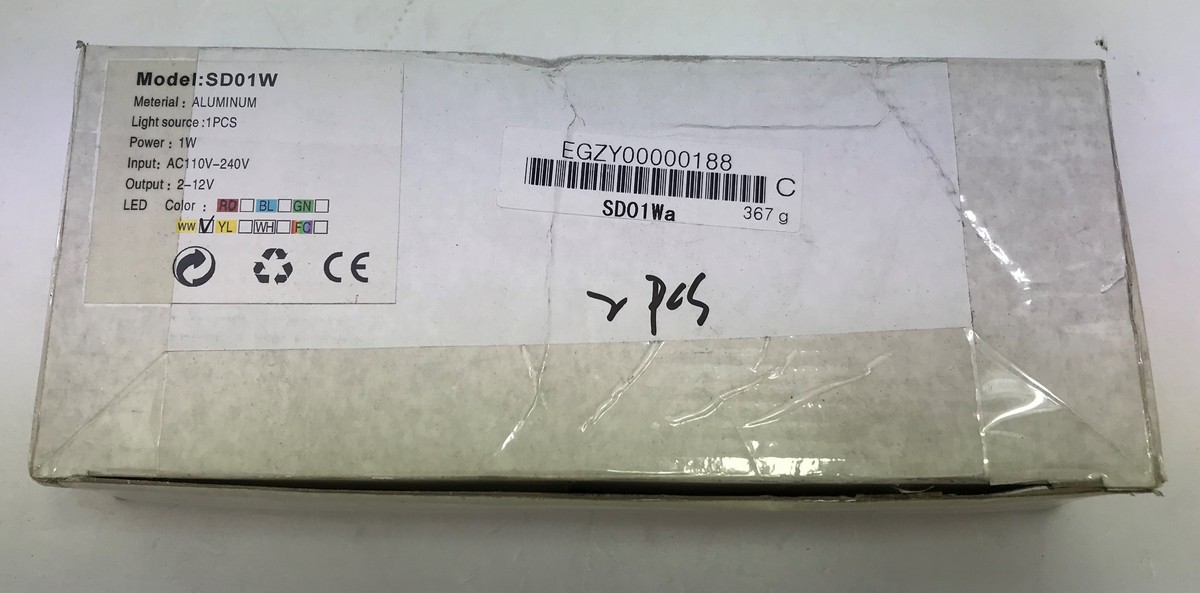 Model:SD01W
Meterial : ALUMINUM
Light source :1PCS
Power : 1W
Input: AC110V-240V
Output : 2-12V
LED Color : RD BL GN
WW YL WH FC
CE
EGZY00000188
C
SD01Wa 367 g
2 PCS